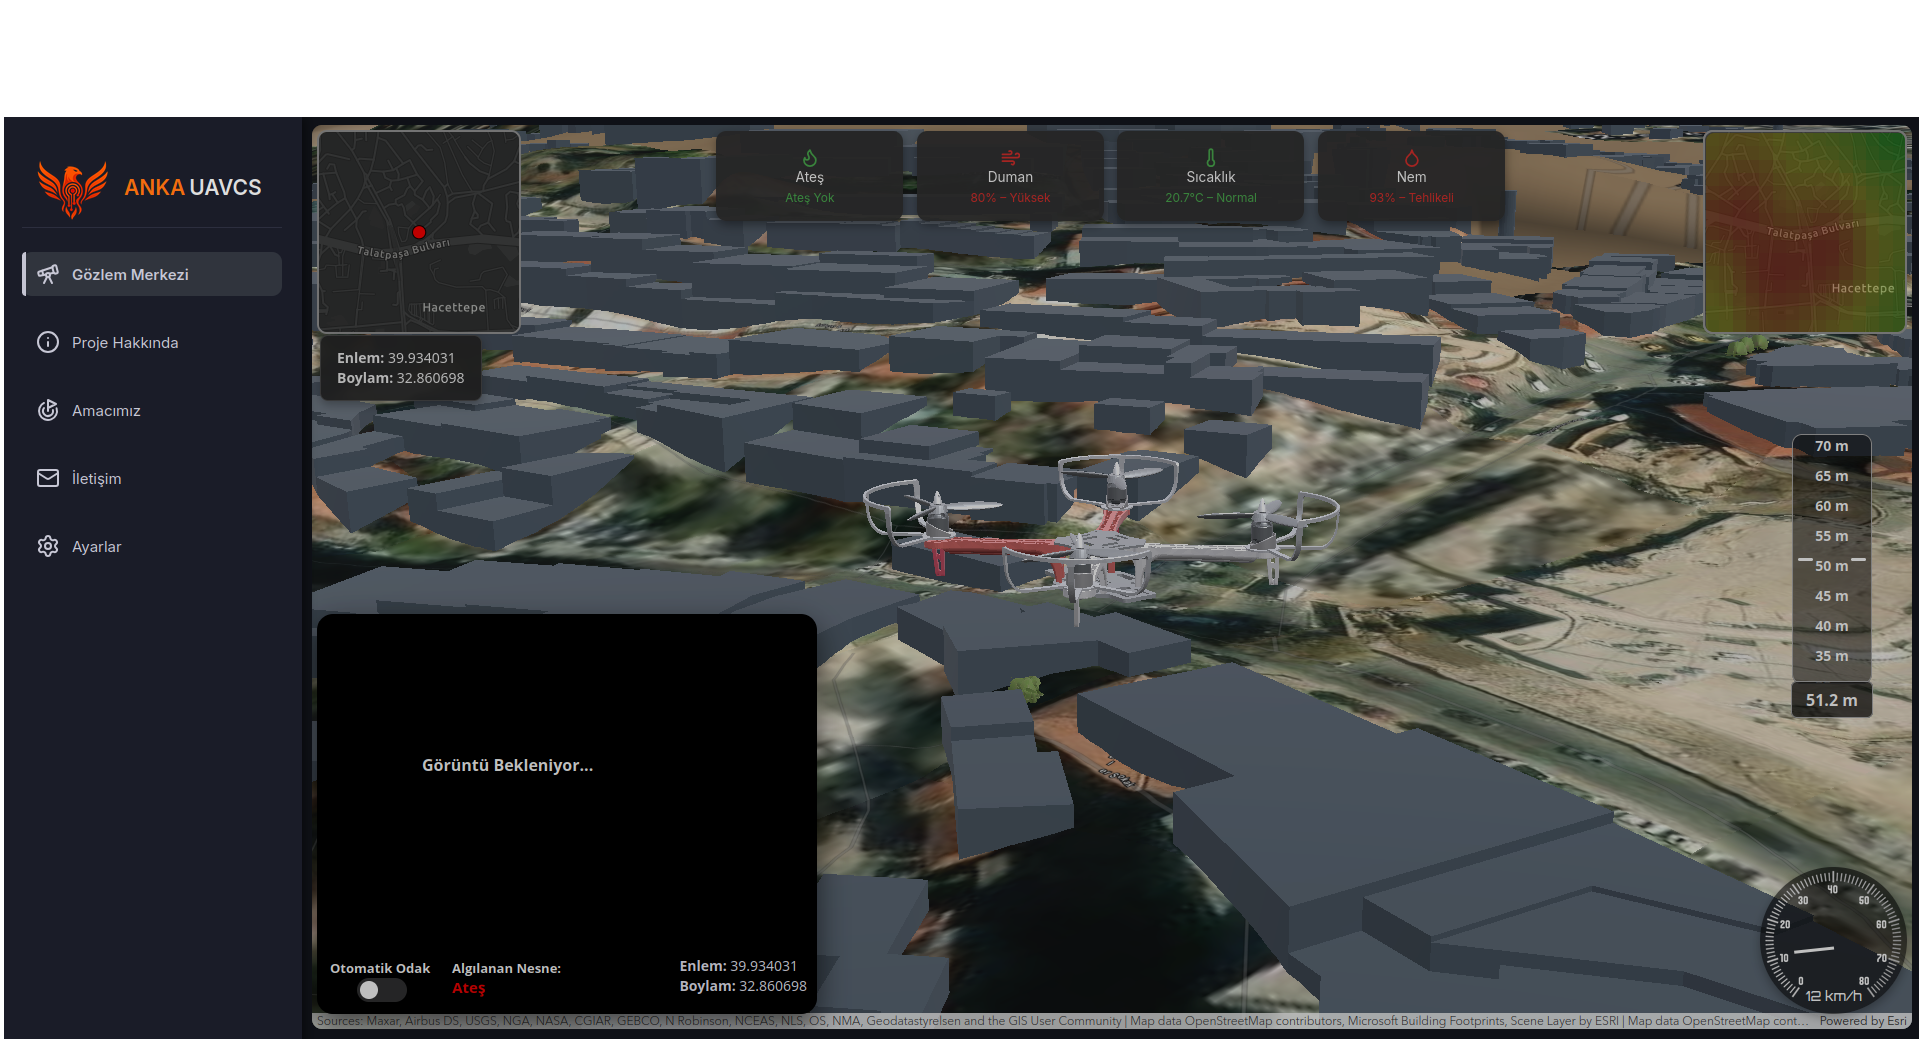 ANKA UAVCS
Gözlem Merkezi
Proje Hakkında
Amacımız
İletişim
Ayarlar
Talatpaşa Bulvarı
Hacettepe
Enlem: 39.934031
Boylam: 32.860698
Ateş
Ateş Yok
Duman
80% – Yüksek
Sıcaklık
20.7°C – Normal
Nem
93% – Tehlikeli
Talatpaşa Bulvarı
Hacettepe
70 m
65 m
60 m
55 m
50 m
45 m
40 m
35 m
51.2 m
Görüntü Bekleniyor...
Otomatik Odak
Algılanan Nesne:
Ateş
Enlem: 39.934031
Boylam: 32.860698
0
10
20
30
40
50
60
70
80
12 km/h
Sources: Maxar, Airbus DS, USGS, NGA, NASA, CGIAR, GEBCO, N Robinson, NCEAS, NLS, OS, NMA, Geodatastyrelsen and the GIS User Community | Map data OpenStreetMap contributors, Microsoft Building Footprints, Scene Layer by ESRI | Map data OpenStreetMap cont... Powered by Esri